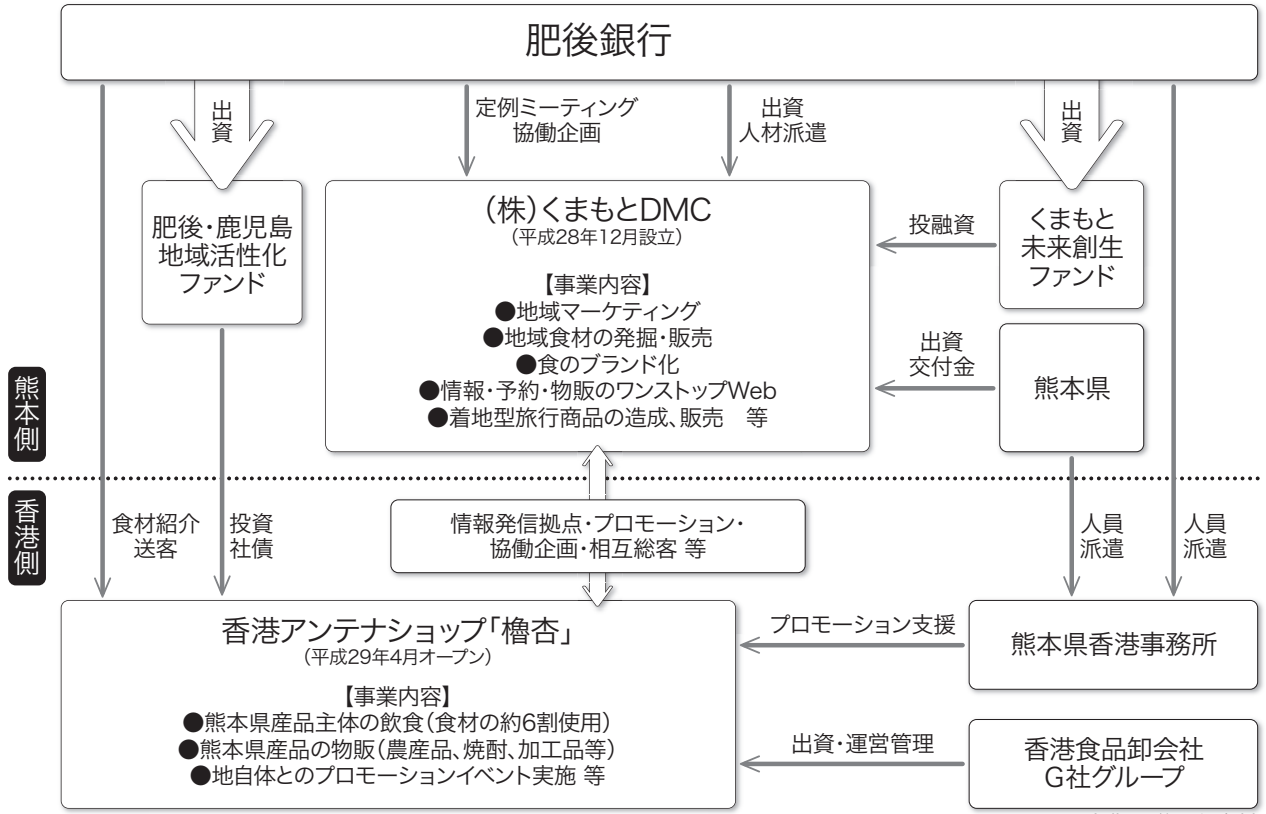 肥後銀行
出資
定例ミーティング
協働企画
出資
人材派遣
出資
肥後・鹿児島
地域活性化
ファンド
(株)くまもとDMC
(平成28年12月設立)
【事業内容】
●地域マーケティング
●地域食材の発掘・販売
●食のブランド化
●情報・予約・物販のワンストップWeb
●着地型旅行商品の造成、販売　等
投融資
くまもと
未来創生
ファンド
出資
交付金
熊本県
熊本側
香港側
食材紹介
送客
投資
社債
情報発信拠点・プロモーション・
協働企画・相互総客 等
人員
派遣
人員
派遣
香港アンテナショップ「櫓杏」
(平成29年4月オープン)
【事業内容】
●熊本県産品主体の飲食(食材の約6割使用)
●熊本県産品の物販(農産品、焼酎、加工品等)
●地自体とのプロモーションイベント実施 等
プロモーション支援
熊本県香港事務所
出資・運営管理
香港食品卸会社
G社グループ